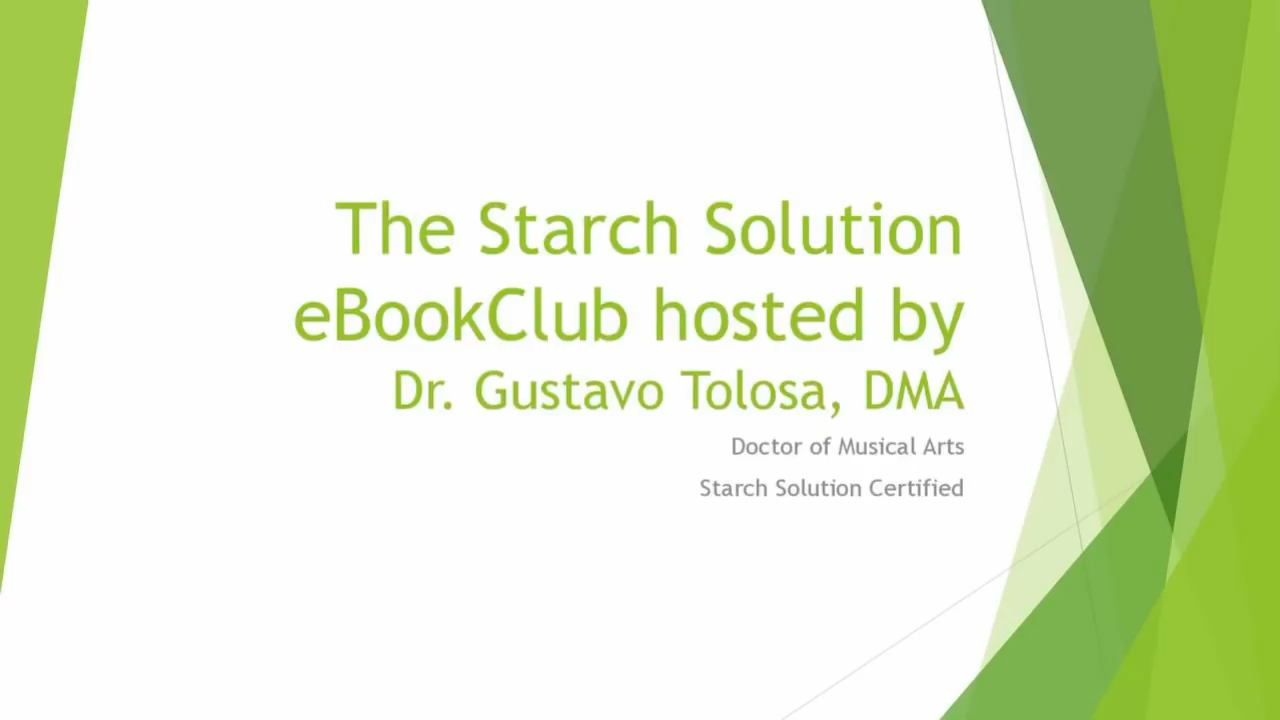 The Starch Solution
eBookClub hosted by
Dr. Gustavo Tolosa, DMA
Doctor of Musical Arts
Starch Solution Certified